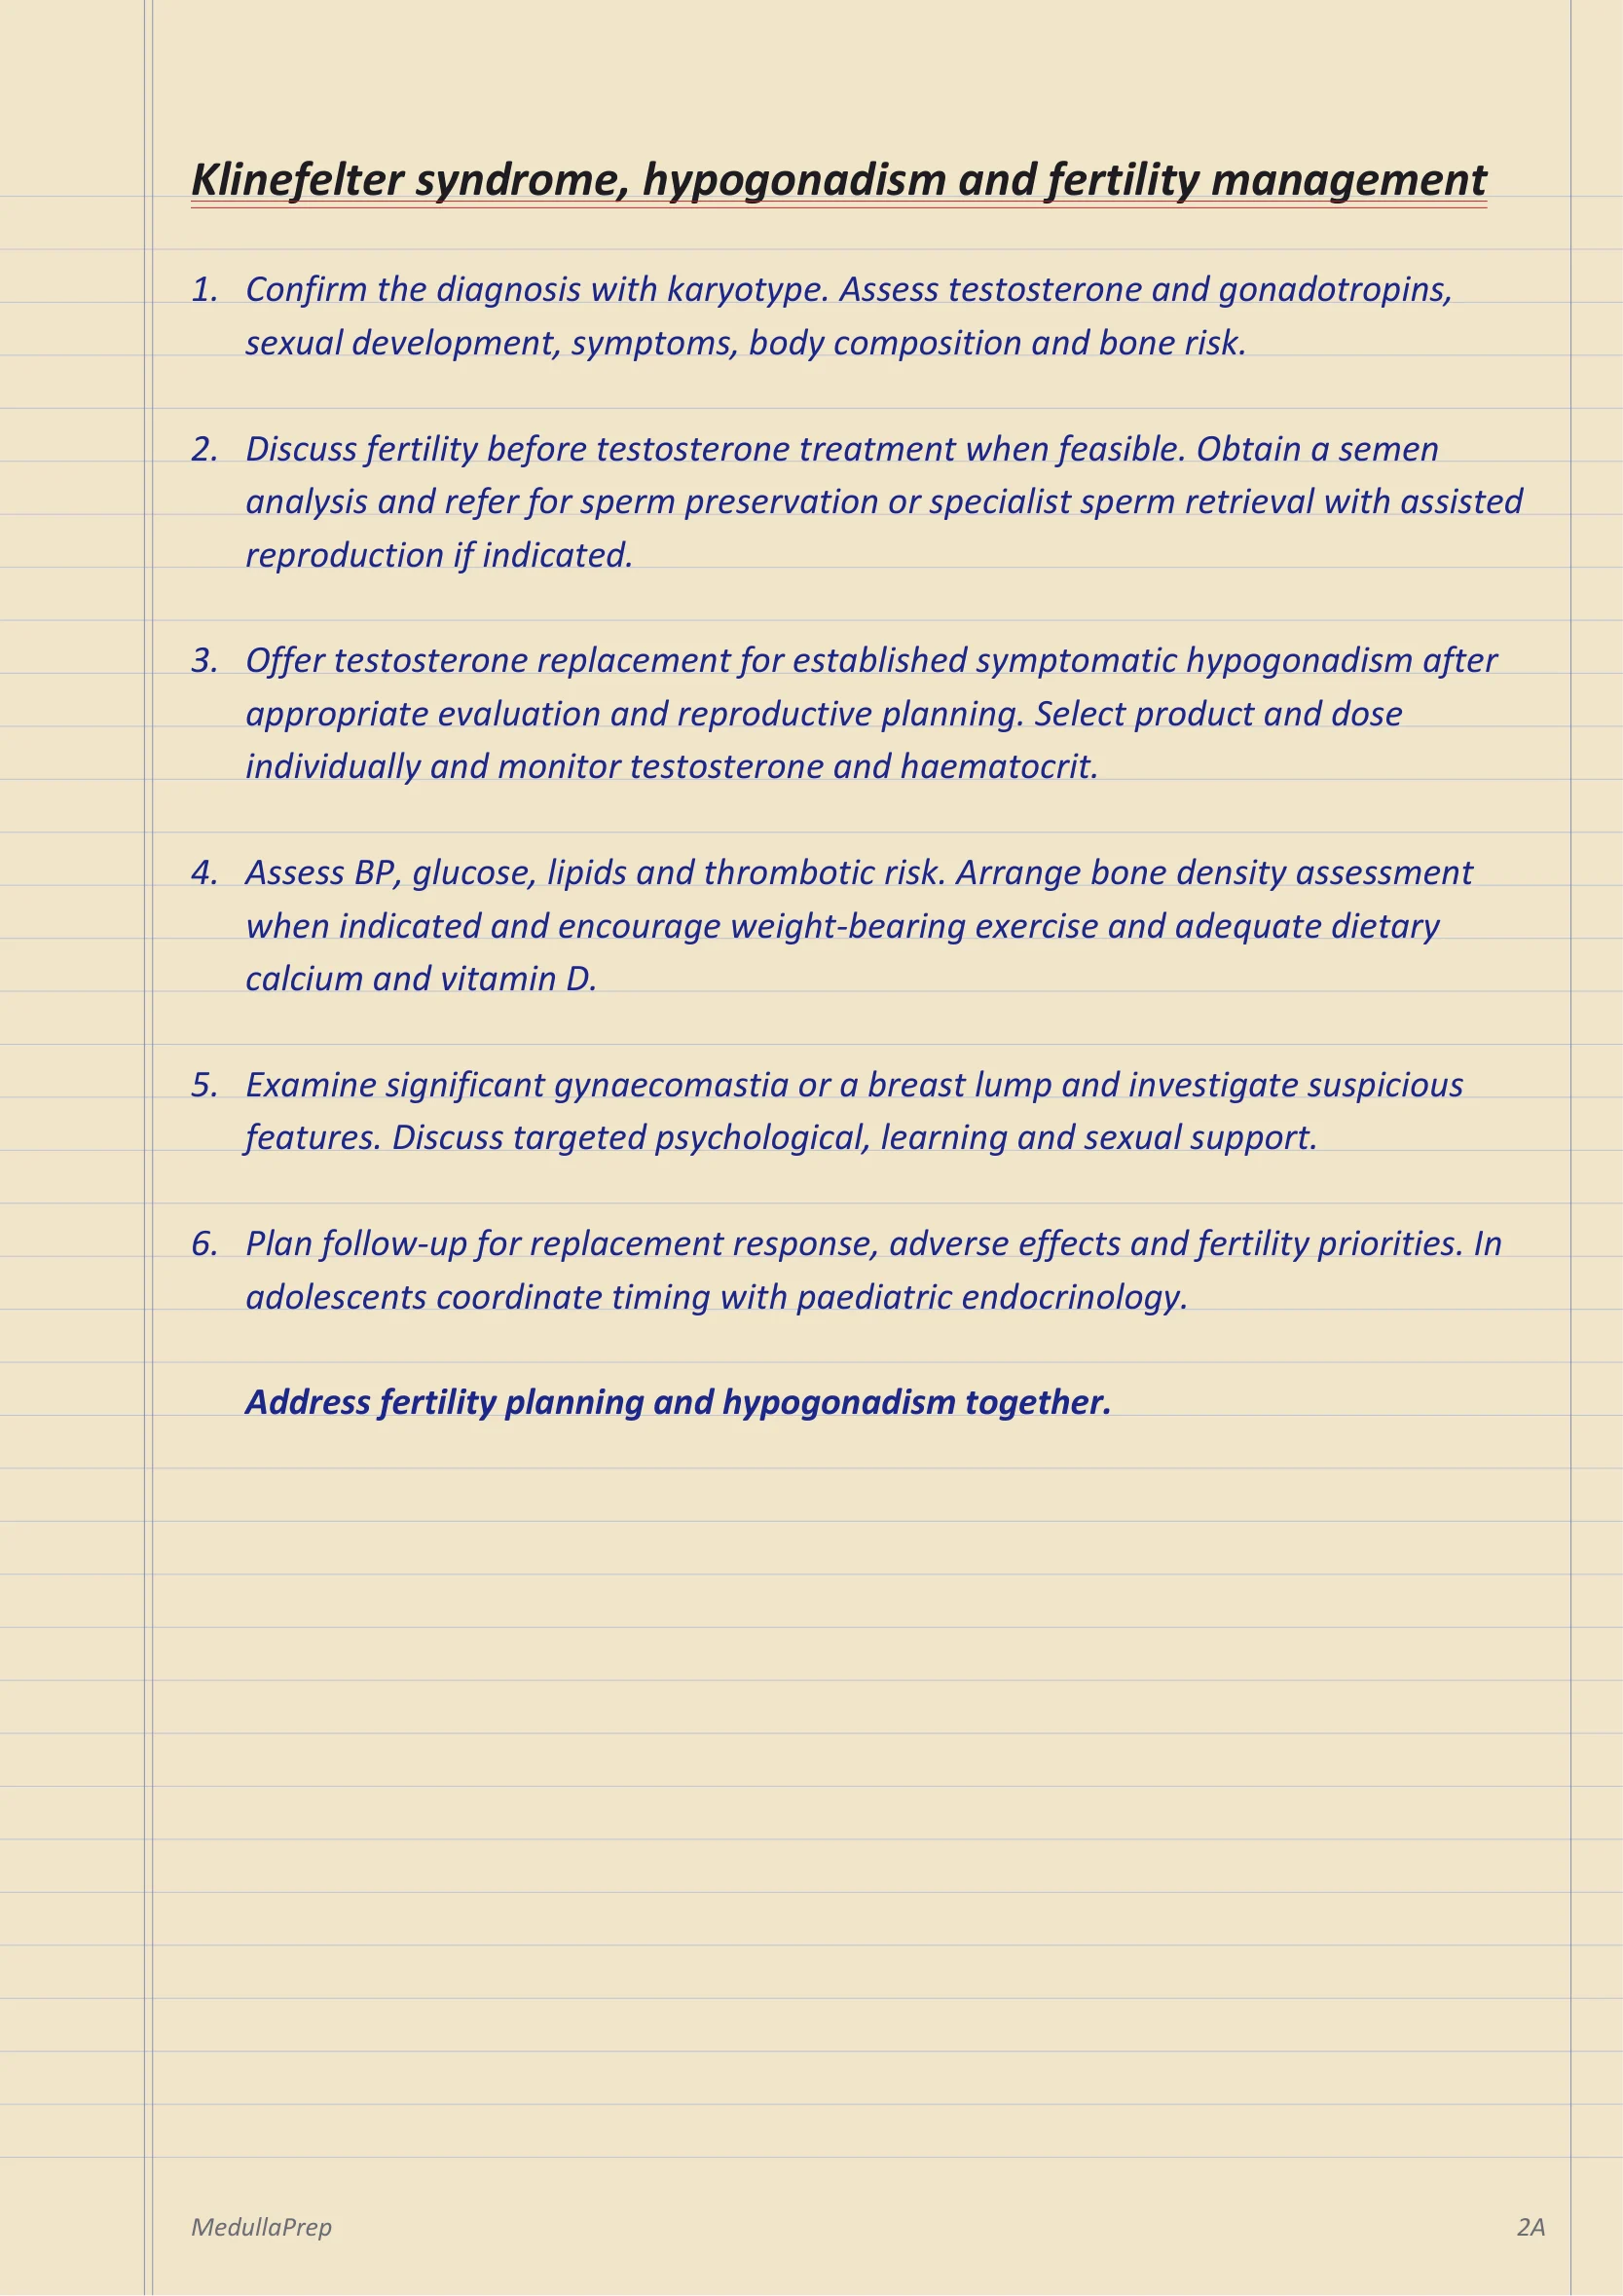 Klinefelter syndrome, hypogonadism and fertility management
1. Confirm the diagnosis with karyotype. Assess testosterone and gonadotropins,
sexual development, symptoms, body composition and bone risk.
2. Discuss fertility before testosterone treatment when feasible. Obtain a semen
analysis and refer for sperm preservation or specialist sperm retrieval with assisted
reproduction if indicated.
3. Offer testosterone replacement for established symptomatic hypogonadism after
appropriate evaluation and reproductive planning. Select product and dose
individually and monitor testosterone and haematocrit.
4. Assess BP, glucose, lipids and thrombotic risk. Arrange bone density assessment
when indicated and encourage weight-bearing exercise and adequate dietary
calcium and vitamin D.
5. Examine significant gynaecomastia or a breast lump and investigate suspicious
features. Discuss targeted psychological, learning and sexual support.
6. Plan follow-up for replacement response, adverse effects and fertility priorities. In
adolescents coordinate timing with paediatric endocrinology.
Address fertility planning and hypogonadism together.
MedullaPrep 2A